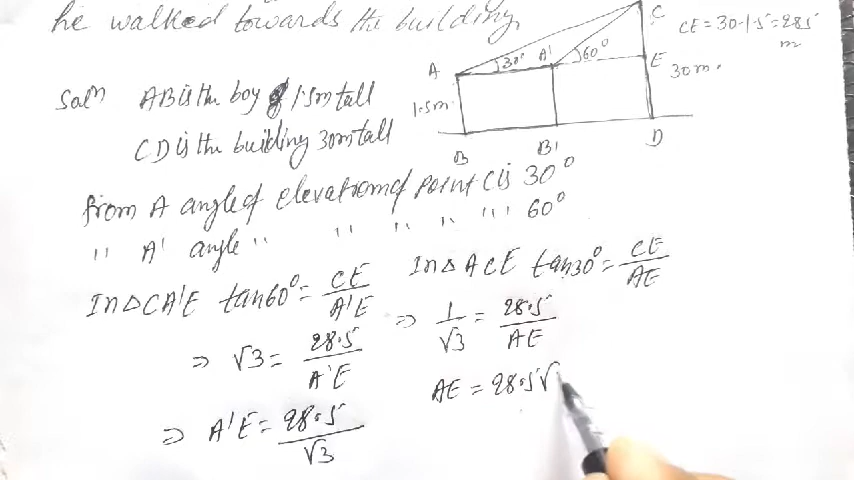 he walked towards the building.
C CE = 30-1.5 = 28.5 m
A 30° A' 60° E 30m.
1.5m.
B B' D
Soln AB is the boy 1.5m tall
CD is the building 30m tall
from A angle of elevation of point C is 30°
" A' angle " " " " " " 60°
In △CA'E tan60° = CE/A'E
⇒ √3 = 28.5/A'E
⇒ A'E = 28.5/√3
In △ACE tan30° = CE/AE
⇒ 1/√3 = 28.5/AE
AE = 28.5√